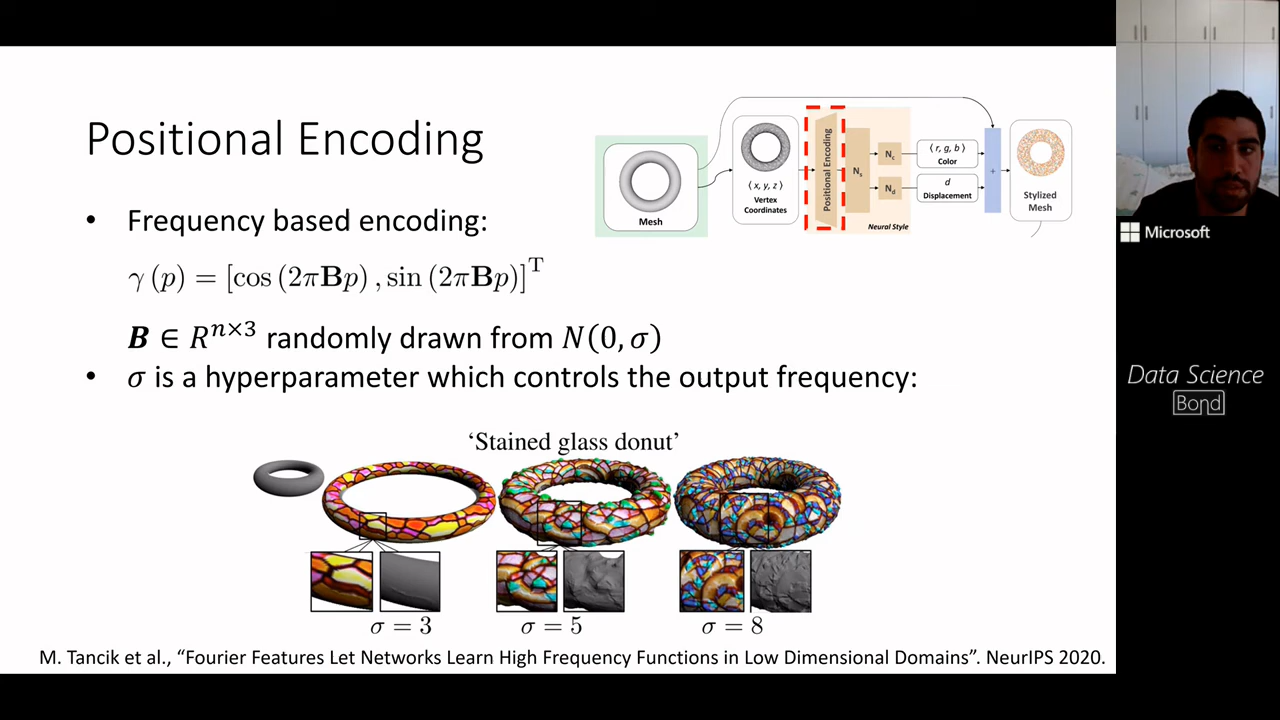 Positional Encoding
Mesh
( x, y, z )
Vertex
Coordinates
Positional Encoding
Nₛ
N꜀
N_d
Neural Style
( r, g, b )
Color
d
Displacement
+
Stylized
Mesh
• Frequency based encoding:
γ (p) = [cos (2πBp) , sin (2πBp)]ᵀ
B ∈ Rⁿˣ³ randomly drawn from N(0, σ)
• σ is a hyperparameter which controls the output frequency:
'Stained glass donut'
σ = 3
σ = 5
σ = 8
M. Tancik et al., “Fourier Features Let Networks Learn High Frequency Functions in Low Dimensional Domains”. NeurIPS 2020.
Microsoft
Data Science
Bond